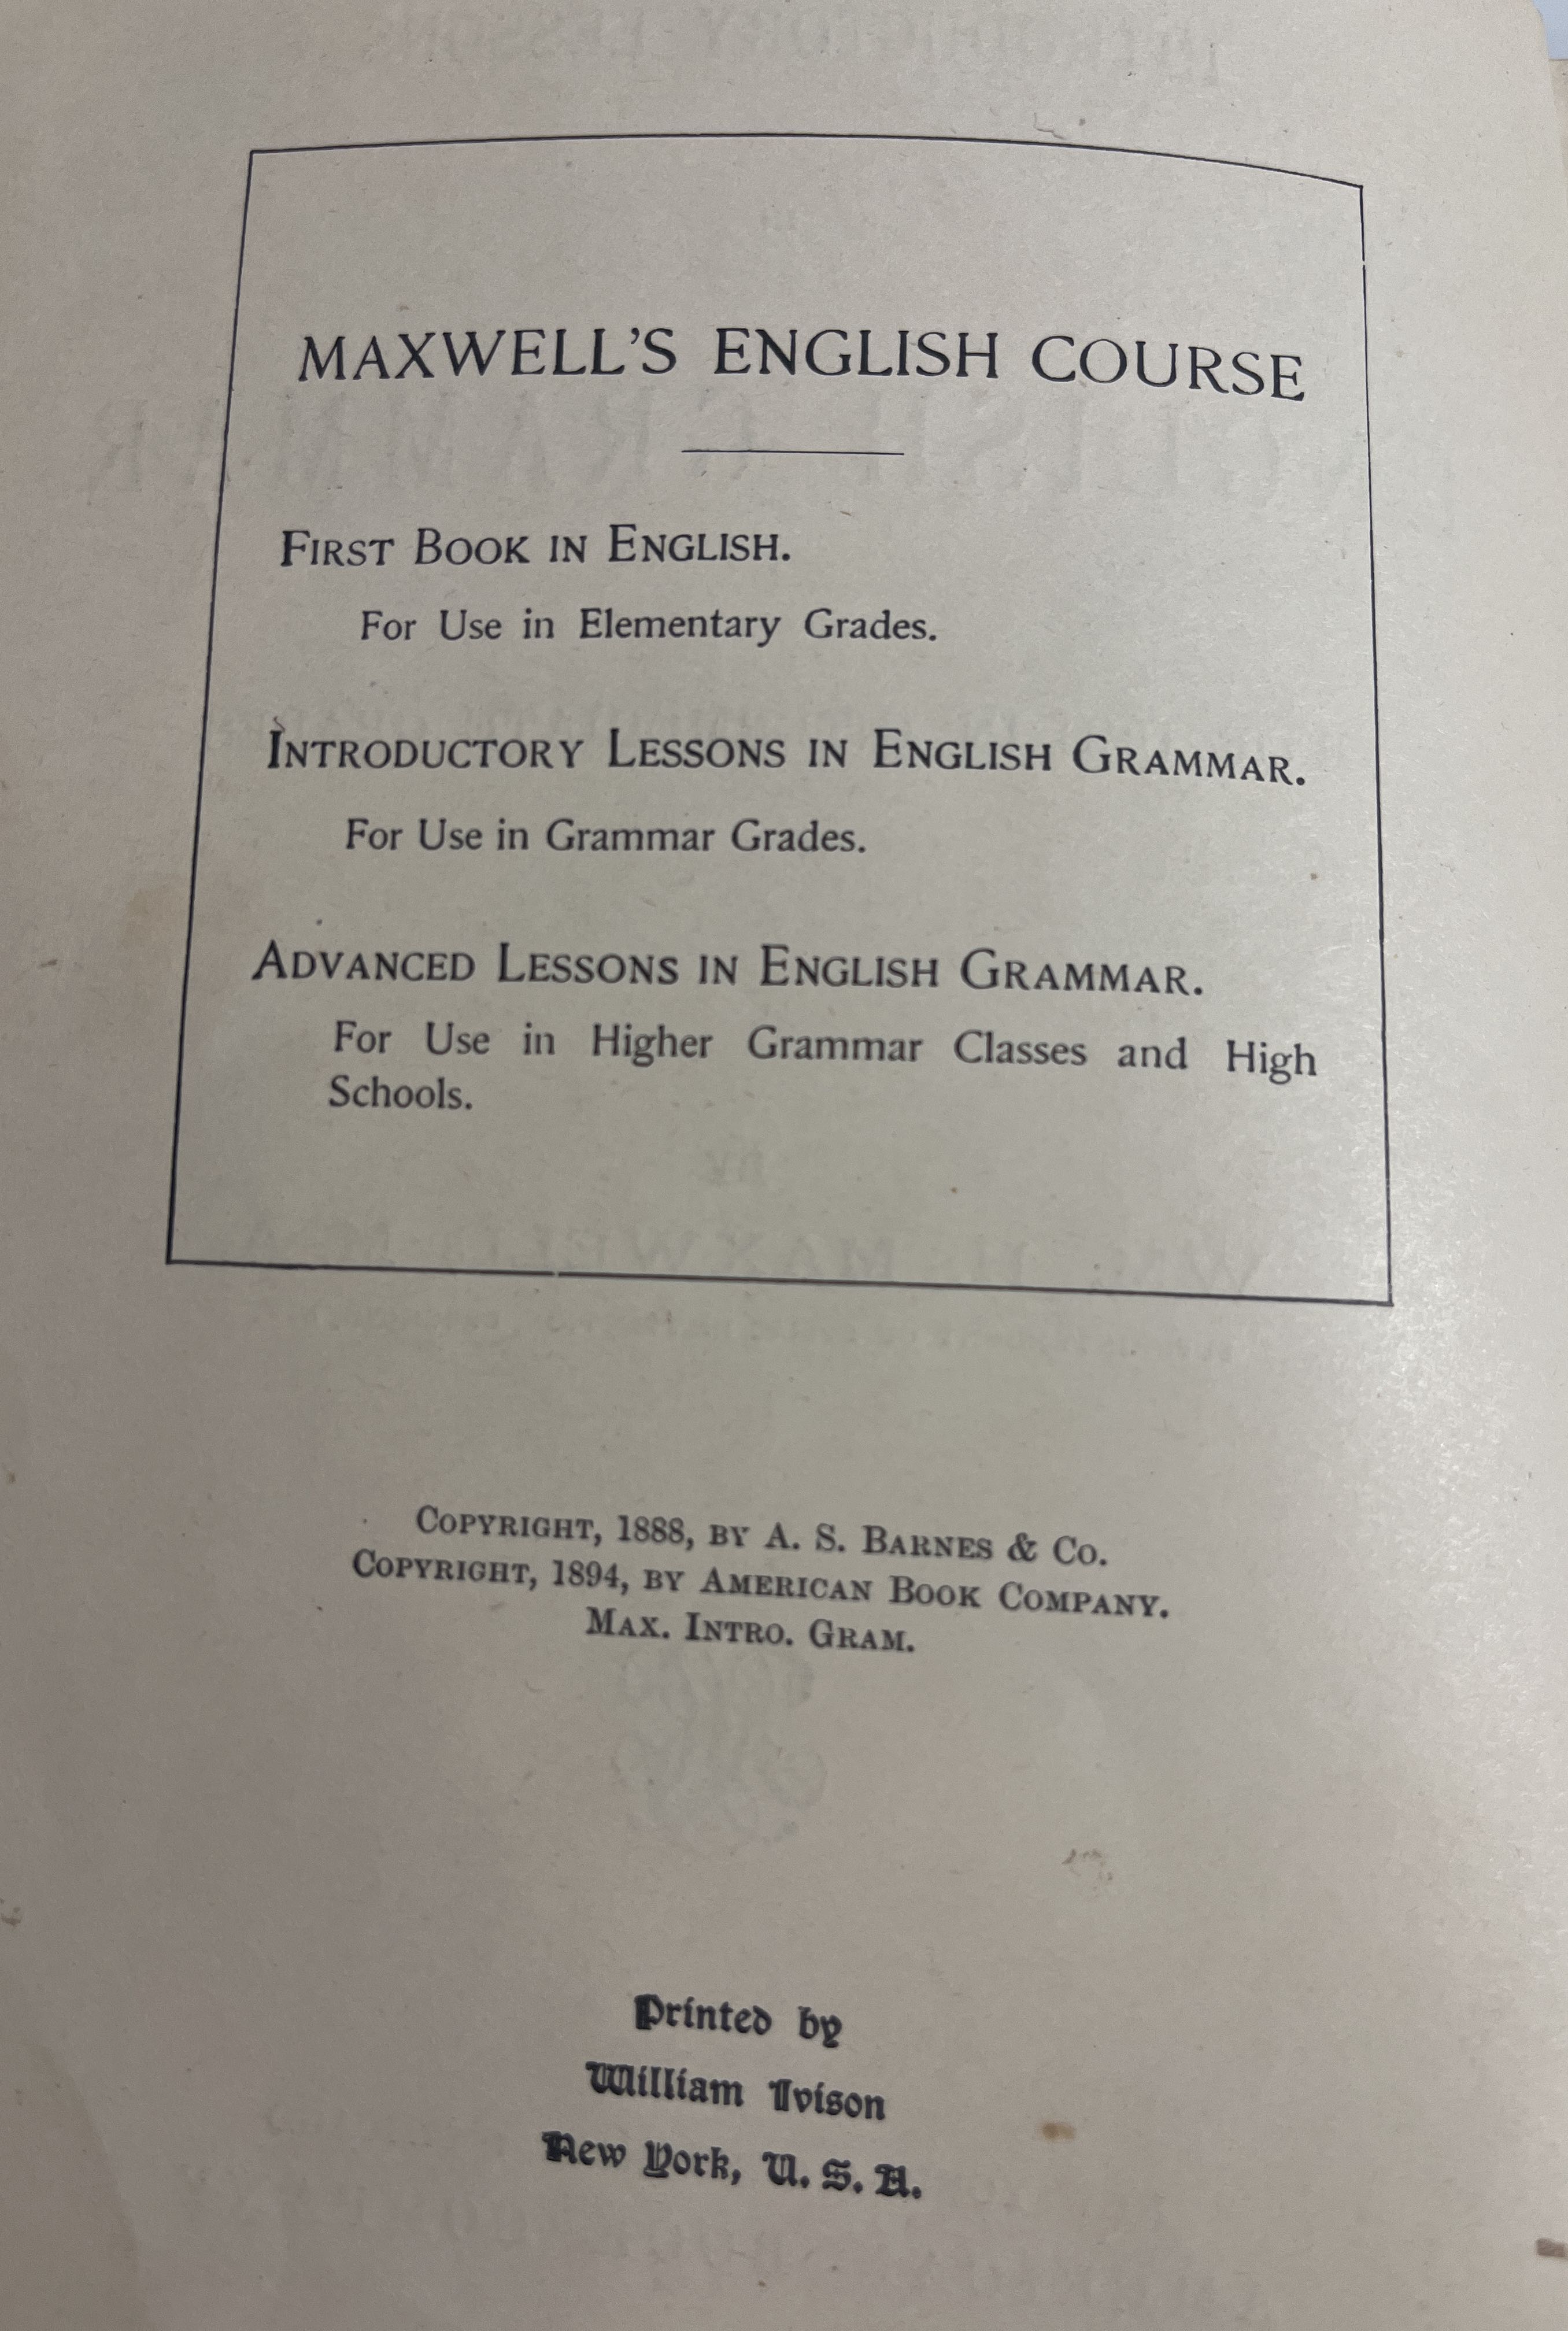 MAXWELL'S ENGLISH COURSE
FIRST BOOK IN ENGLISH.
For Use in Elementary Grades.
INTRODUCTORY LESSONS IN ENGLISH GRAMMAR.
For Use in Grammar Grades.
ADVANCED LESSONS IN ENGLISH GRAMMAR.
For Use in Higher Grammar Classes and High
Schools.
COPYRIGHT, 1888, BY A. S. BARNES & CO.
COPYRIGHT, 1894, BY AMERICAN BOOK COMPANY.
MAX. INTRO. GRAM.
Printed by
William Ivison
New York, U. S. A.